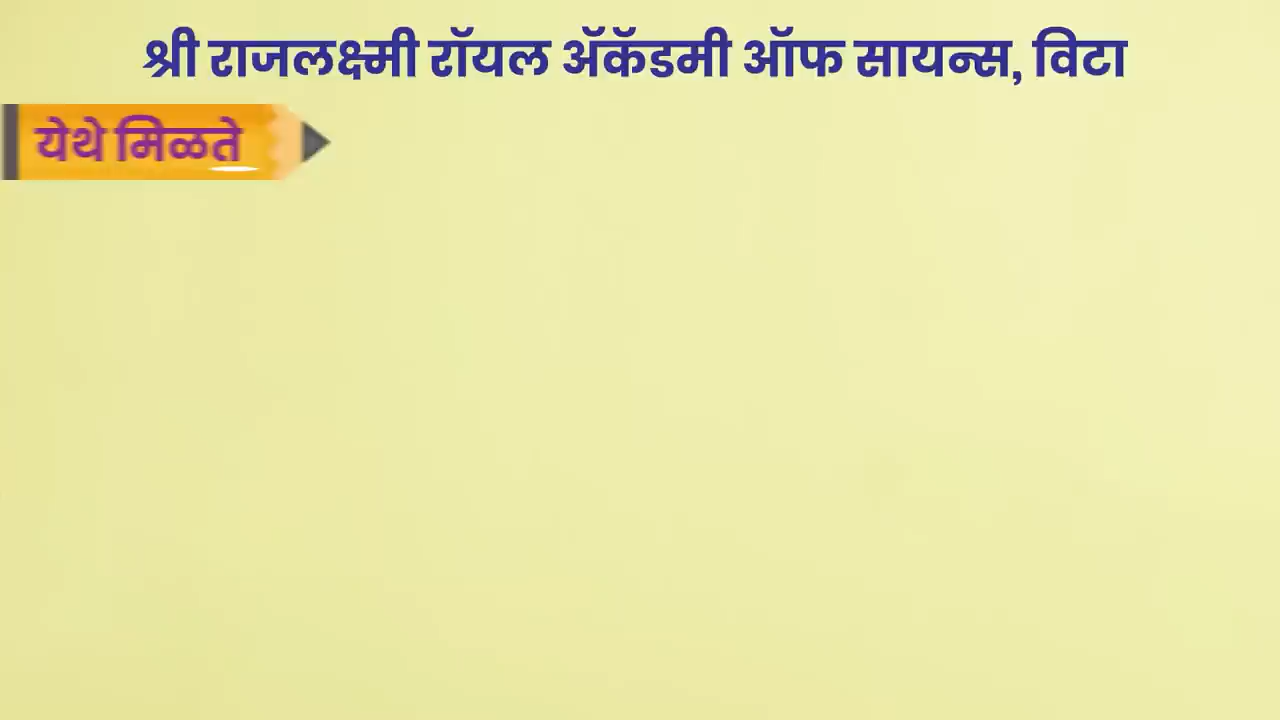 श्री राजलक्ष्मी रॉयल ॲकॅडमी ऑफ सायन्स, विटा
येथे मिळते